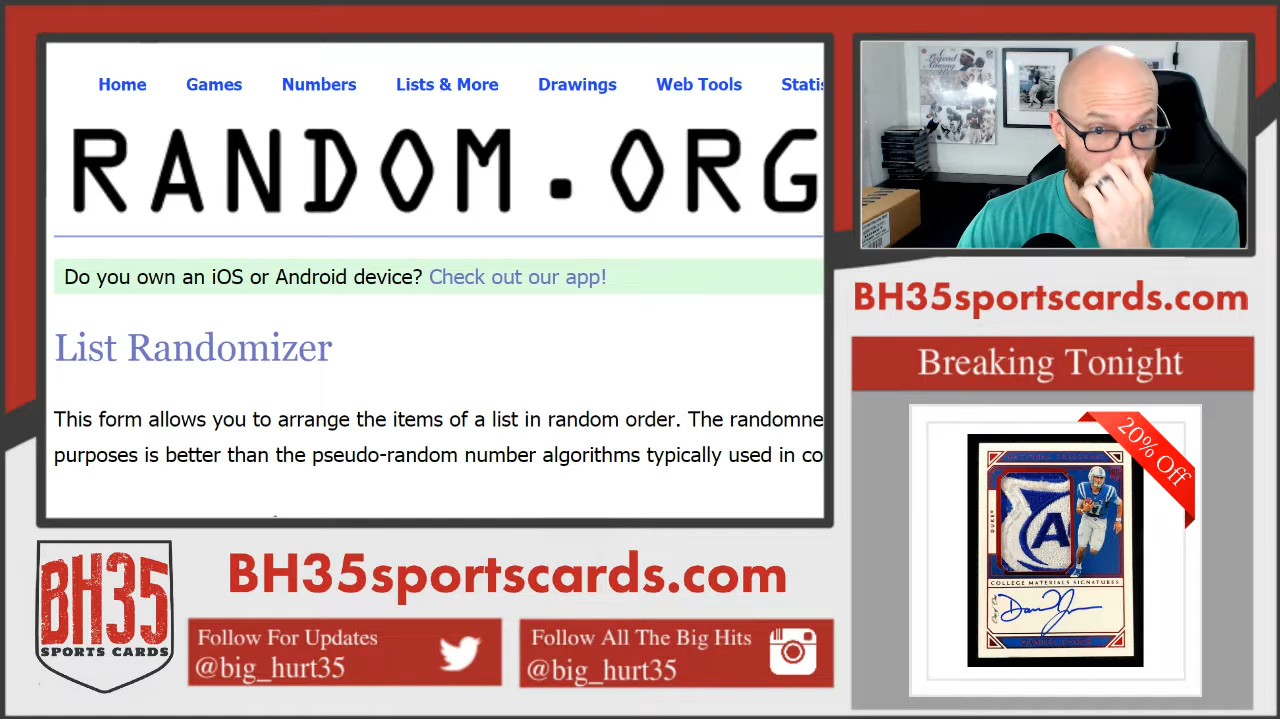 Home Games Numbers Lists & More Drawings Web Tools Statis
RANDOM.ORG
Do you own an iOS or Android device? Check out our app!
List Randomizer
This form allows you to arrange the items of a list in random order. The randomne
purposes is better than the pseudo-random number algorithms typically used in co
BH35sportscards.com
Breaking Tonight
20% Off
DUKE
A
COLLEGE MATERIALS SIGNATURES
BH35
SPORTS CARDS
BH35sportscards.com
Follow For Updates
@big_hurt35
Follow All The Big Hits
@big_hurt35